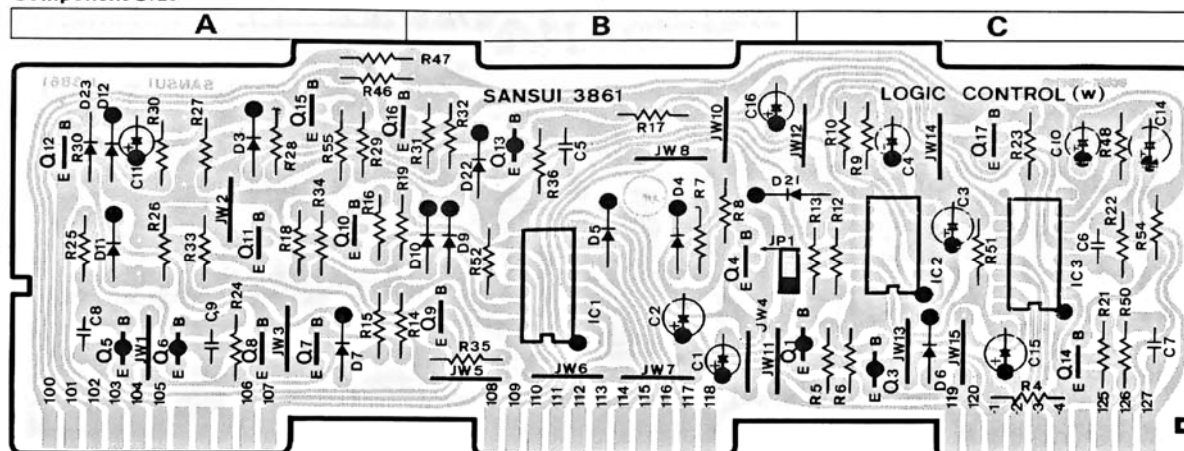 A B C
R47
R46
SANSUI 3861
LOGIC CONTROL (w)
D23 D12 R30 R27 D3 Q15 B E Q16 B E R32 R17 JW10 C16 JW12 R10 JW14 Q17 B E R23 C10 R48 C14
Q12 B E R30 C11 R28 R55 R29 R31 D22 Q13 B E R36 C5 JW8 R9 C4
R25 D11 R26 R33 JW2 Q11 B E R18 R34 Q10 B E R16 R19 D10 D9 R52 D5 D4 R7 R8 D21 R13 R12 C3 R51 C6 R22 R54
IC1 Q4 B E JP1 IC2 IC3
C8 Q5 B E JW1 Q6 B E C9 R24 Q8 B E JW3 Q7 B E D7 R15 R14 Q9 B E C2 C1 JW4 JW11 Q1 B E R5 R6 Q3 B E JW13 D6 JW15 C15 Q14 B E R21 R50 C7
R35
JW5 JW6 JW7 R4
100 101 102 103 104 105 106 107 108 109 110 111 112 113 114 115 116 117 118 119 120 -1 -2 -3 -4 125 126 127